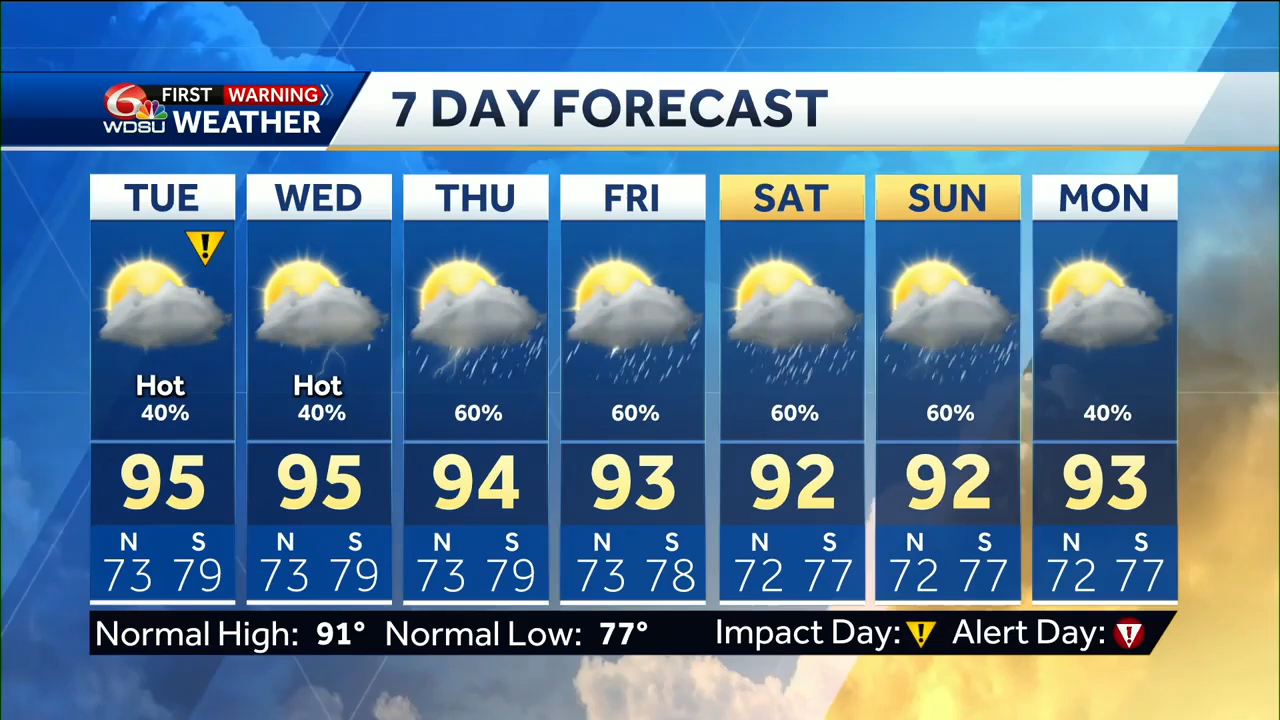 6 FIRST WARNING
WDSU WEATHER
7 DAY FORECAST
TUE WED THU FRI SAT SUN MON
!
Hot Hot
40% 40% 60% 60% 60% 60% 40%
95 95 94 93 92 92 93
N S N S N S N S N S N S N S
73 79 73 79 73 79 73 78 72 77 72 77 72 77
Normal High: 91° Normal Low: 77° Impact Day: ! Alert Day: !